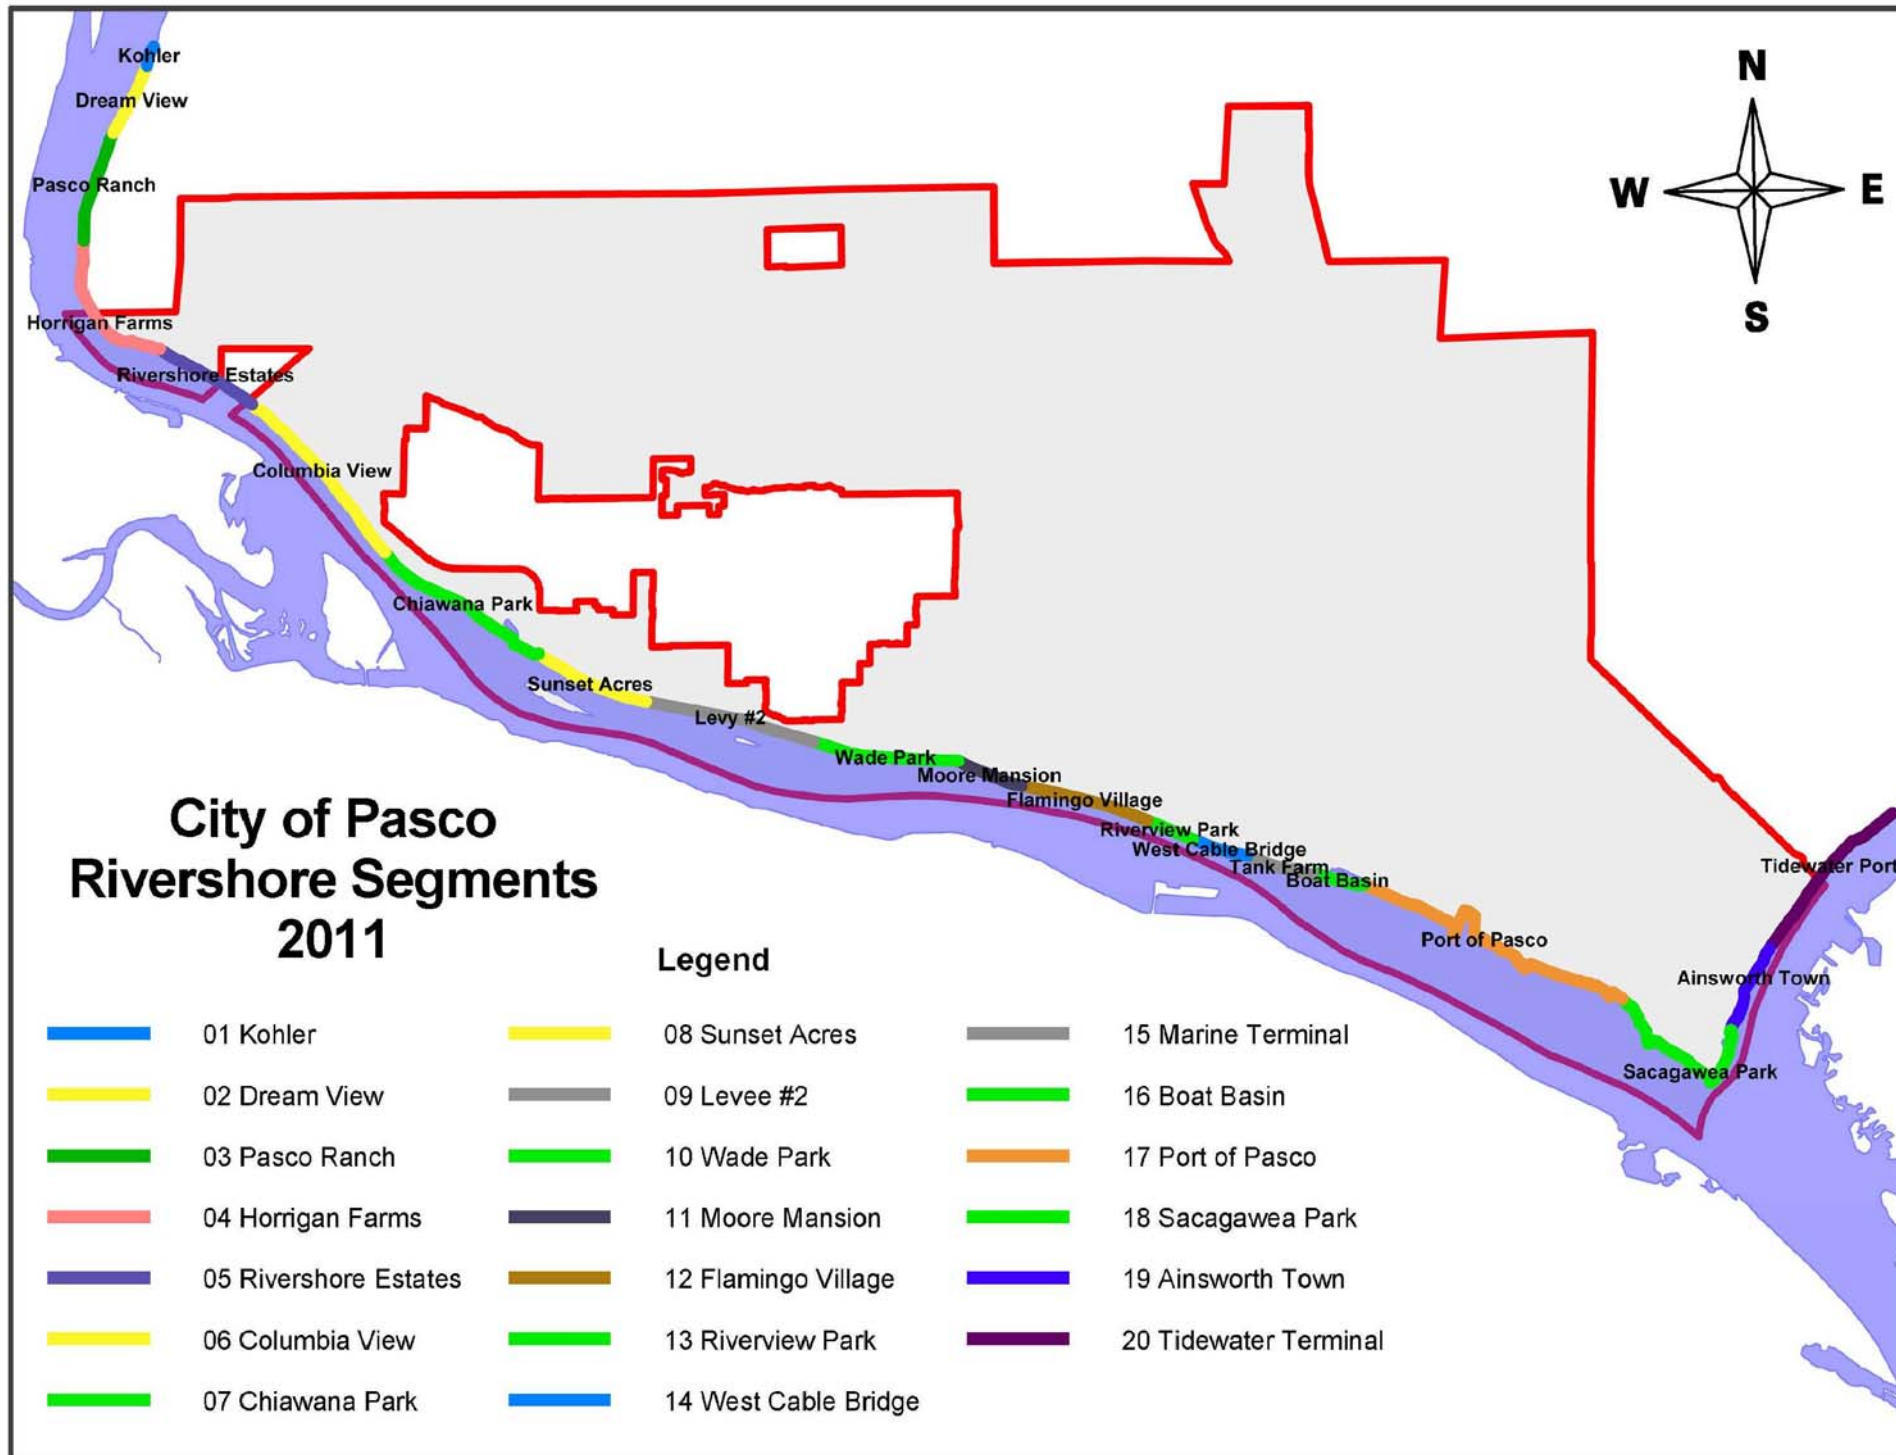 Kohler
Dream View
Pasco Ranch
Horrigan Farms
Rivershore Estates
Columbia View
Chiawana Park
Sunset Acres
Levy #2
Wade Park
Moore Mansion
Flamingo Village
Riverview Park
West Cable Bridge
Tank Farm
Boat Basin
Port of Pasco
Tidewater Port
Ainsworth Town
Sacagawea Park
N
W
E
S
City of Pasco
Rivershore Segments
2011
Legend
01 Kohler
02 Dream View
03 Pasco Ranch
04 Horrigan Farms
05 Rivershore Estates
06 Columbia View
07 Chiawana Park
08 Sunset Acres
09 Levee #2
10 Wade Park
11 Moore Mansion
12 Flamingo Village
13 Riverview Park
14 West Cable Bridge
15 Marine Terminal
16 Boat Basin
17 Port of Pasco
18 Sacagawea Park
19 Ainsworth Town
20 Tidewater Terminal